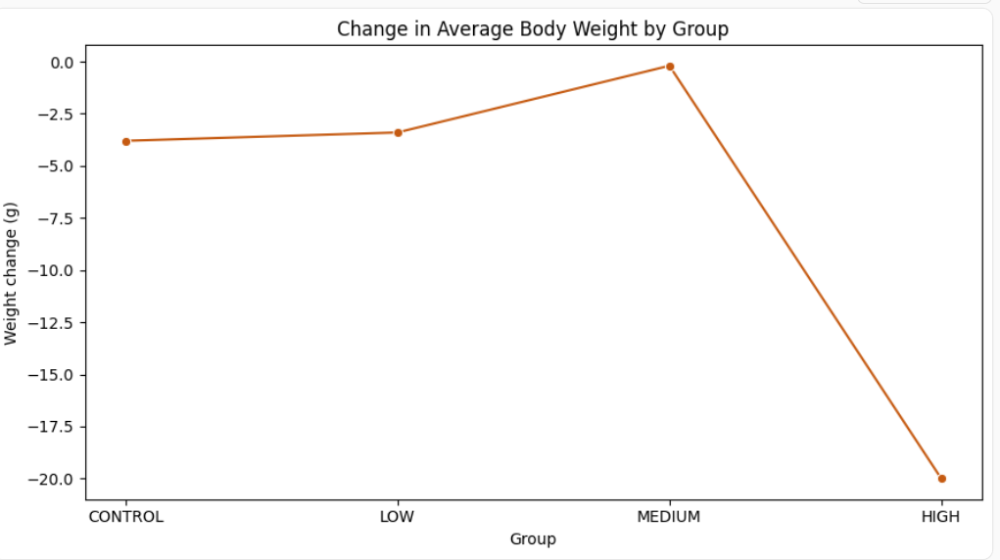 Change in Average Body Weight by Group
Weight change (g)
0.0
−2.5
−5.0
−7.5
−10.0
−12.5
−15.0
−17.5
−20.0
CONTROL
LOW
MEDIUM
HIGH
Group